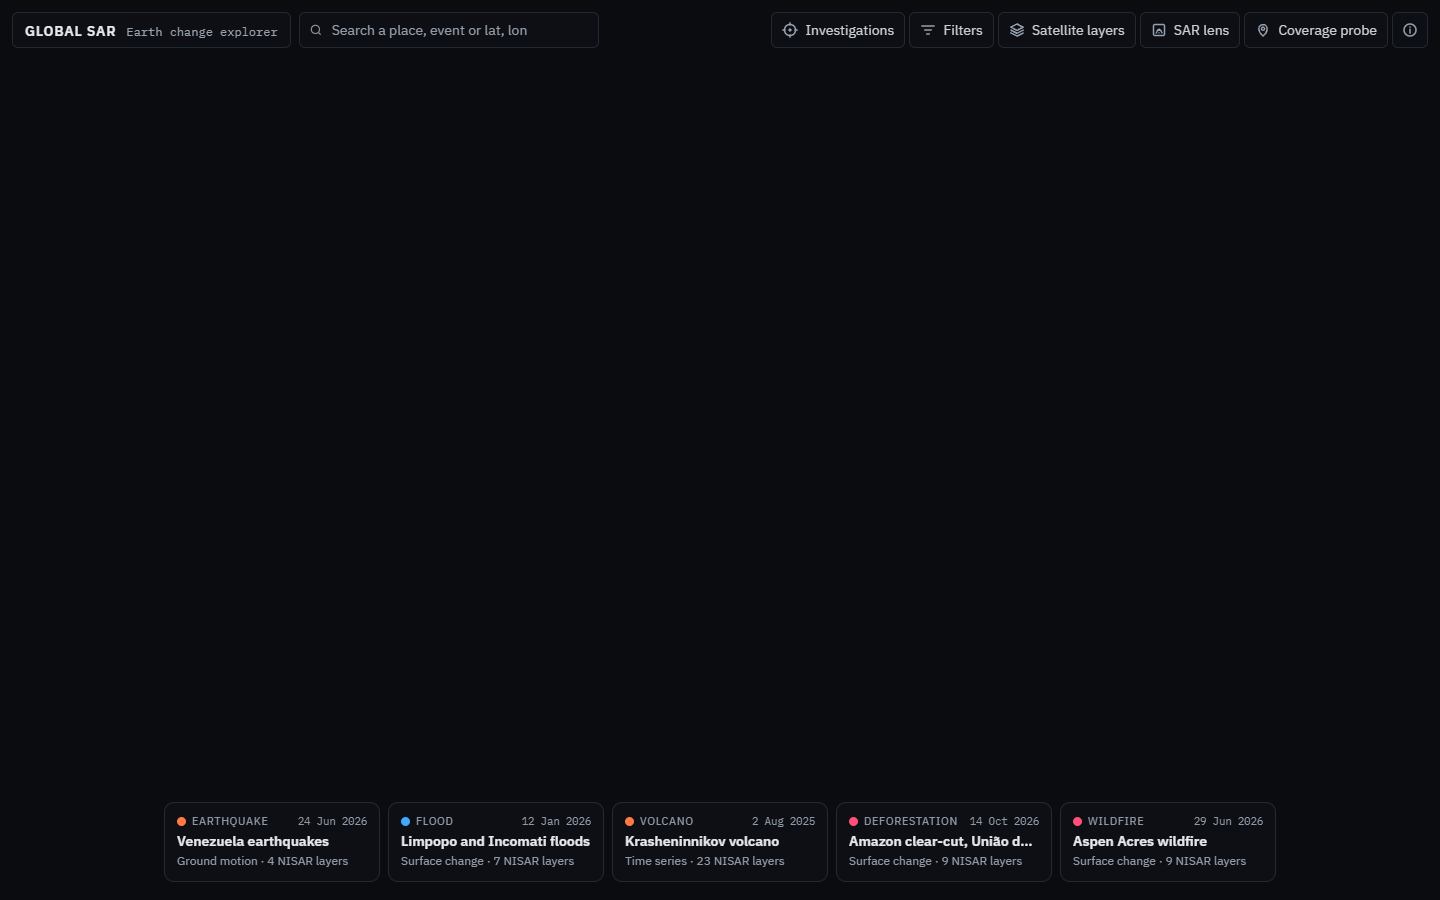 GLOBAL SAR Earth change explorer
Search a place, event or lat, lon
Investigations
Filters
Satellite layers
SAR lens
Coverage probe
EARTHQUAKE 24 Jun 2026
Venezuela earthquakes
Ground motion · 4 NISAR layers
FLOOD 12 Jan 2026
Limpopo and Incomati floods
Surface change · 7 NISAR layers
VOLCANO 2 Aug 2025
Krasheninnikov volcano
Time series · 23 NISAR layers
DEFORESTATION 14 Oct 2026
Amazon clear-cut, União d...
Surface change · 9 NISAR layers
WILDFIRE 29 Jun 2026
Aspen Acres wildfire
Surface change · 9 NISAR layers